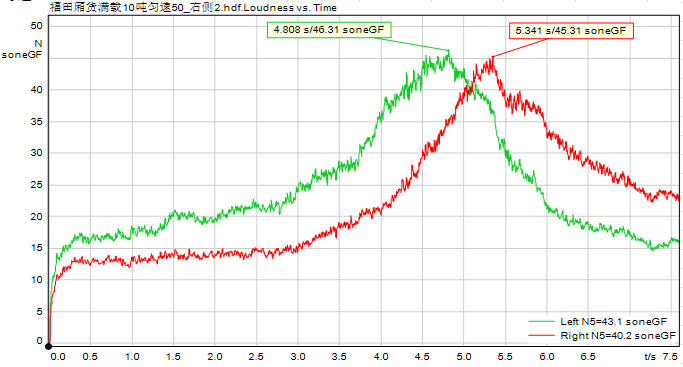 福田厢货满载10吨匀速50_右侧2.hdf.Loudness vs. Time
50
N
soneGF
40
35
30
25
20
15
10
5
0
4.808 s/46.31 soneGF
5.341 s/45.31 soneGF
Left N5=43.1 soneGF
Right N5=40.2 soneGF
0.0 0.5 1.0 1.5 2.0 2.5 3.0 3.5 4.0 4.5 5.0 5.5 6.0 6.5 t/s 7.5